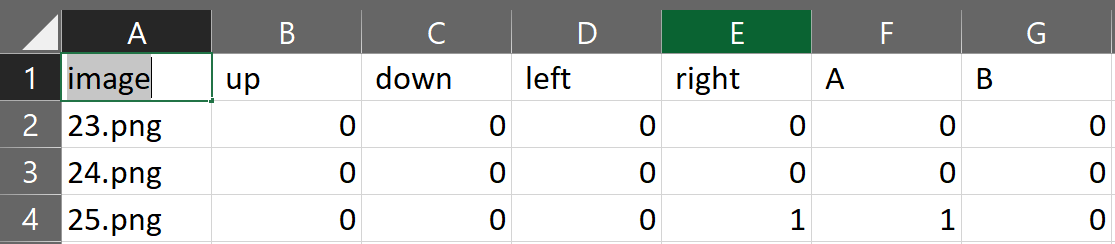 A B C D E F G
1 image up down left right A B
2 23.png 0 0 0 0 0 0
3 24.png 0 0 0 0 0 0
4 25.png 0 0 0 1 1 0